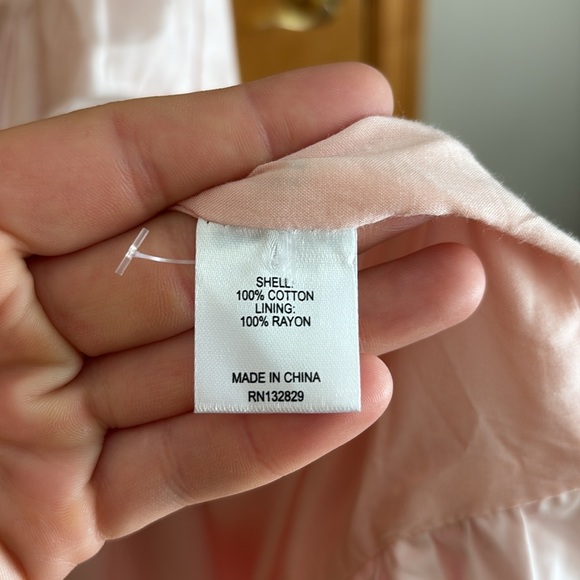 SHELL:
100% COTTON
LINING:
100% RAYON
MADE IN CHINA
RN132829